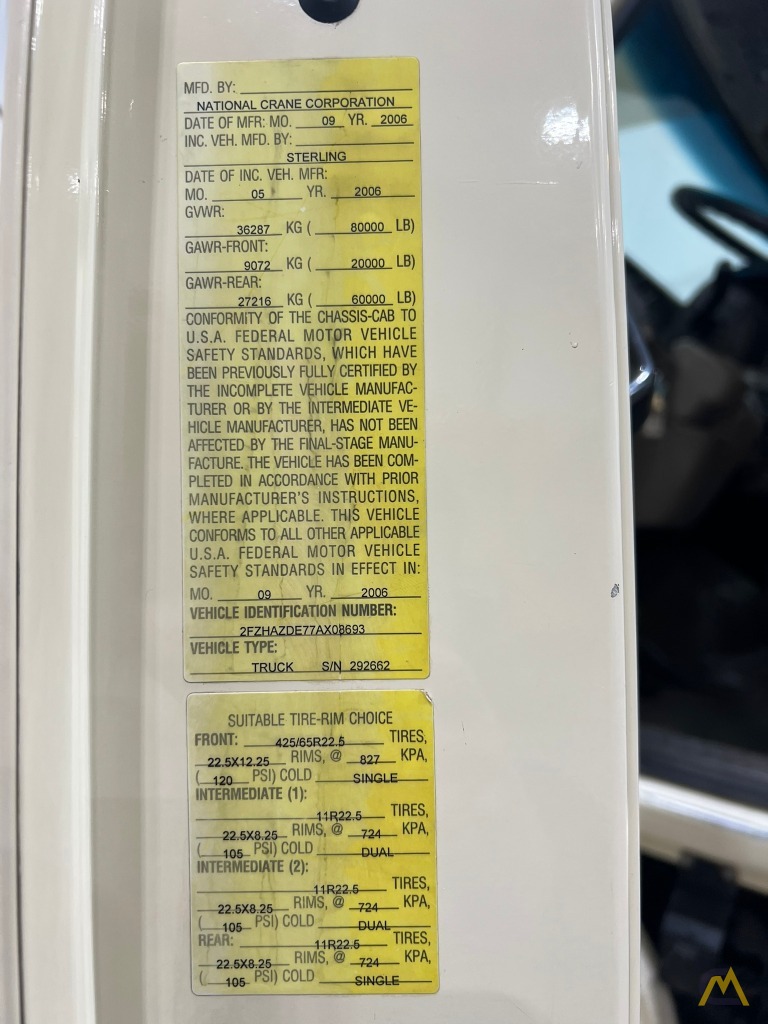 MFD. BY:
NATIONAL CRANE CORPORATION
DATE OF MFR: MO. 09 YR. 2006
INC. VEH. MFD. BY:
STERLING
DATE OF INC. VEH. MFR:
MO. 05 YR. 2006
GVWR:
36287 KG ( 80000 LB)
GAWR-FRONT:
9072 KG ( 20000 LB)
GAWR-REAR:
27216 KG ( 60000 LB)
CONFORMITY OF THE CHASSIS-CAB TO
U.S.A. FEDERAL MOTOR VEHICLE
SAFETY STANDARDS, WHICH HAVE
BEEN PREVIOUSLY FULLY CERTIFIED BY
THE INCOMPLETE VEHICLE MANUFAC-
TURER OR BY THE INTERMEDIATE VE-
HICLE MANUFACTURER, HAS NOT BEEN
AFFECTED BY THE FINAL-STAGE MANU-
FACTURE. THE VEHICLE HAS BEEN COM-
PLETED IN ACCORDANCE WITH PRIOR
MANUFACTURER'S INSTRUCTIONS,
WHERE APPLICABLE. THIS VEHICLE
CONFORMS TO ALL OTHER APPLICABLE
U.S.A. FEDERAL MOTOR VEHICLE
SAFETY STANDARDS IN EFFECT IN:
MO. 09 YR. 2006
VEHICLE IDENTIFICATION NUMBER:
2FZHAZDE77AX08693
VEHICLE TYPE:
TRUCK S/N 292662
SUITABLE TIRE-RIM CHOICE
FRONT: 425/65R22.5 TIRES,
22.5X12.25 RIMS, @ 827 KPA,
( 120 PSI) COLD SINGLE
INTERMEDIATE (1):
11R22.5 TIRES,
22.5X8.25 RIMS, @ 724 KPA,
( 105 PSI) COLD DUAL
INTERMEDIATE (2):
11R22.5 TIRES,
22.5X8.25 RIMS, @ 724 KPA,
( 105 PSI) COLD DUAL
REAR: 11R22.5 TIRES,
22.5X8.25 RIMS, @ 724 KPA,
( 105 PSI) COLD SINGLE